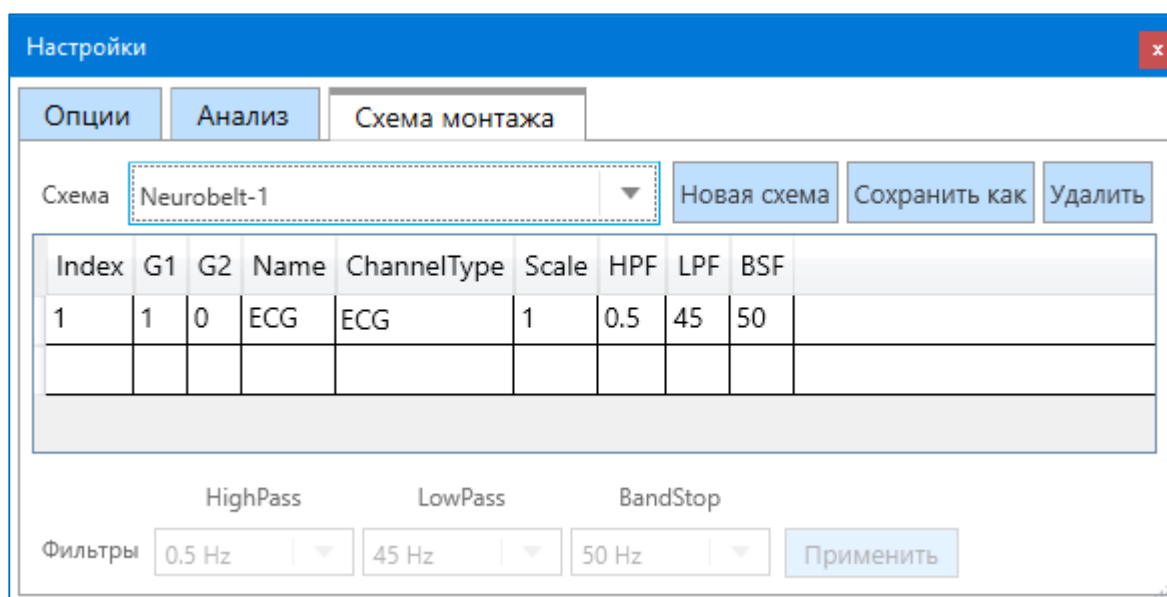 Настройки x
Опции Анализ Схема монтажа
Схема Neurobelt-1 Новая схема Сохранить как Удалить
Index G1 G2 Name ChannelType Scale HPF LPF BSF
1 1 0 ECG ECG 1 0.5 45 50
HighPass LowPass BandStop
Фильтры 0.5 Hz 45 Hz 50 Hz Применить